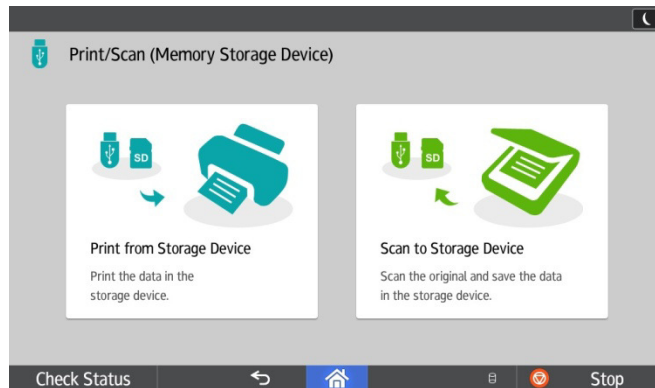 Print/Scan (Memory Storage Device)
SD
SD
Print from Storage Device
Print the data in the
storage device.
Scan to Storage Device
Scan the original and save the data
in the storage device.
Check Status
Stop